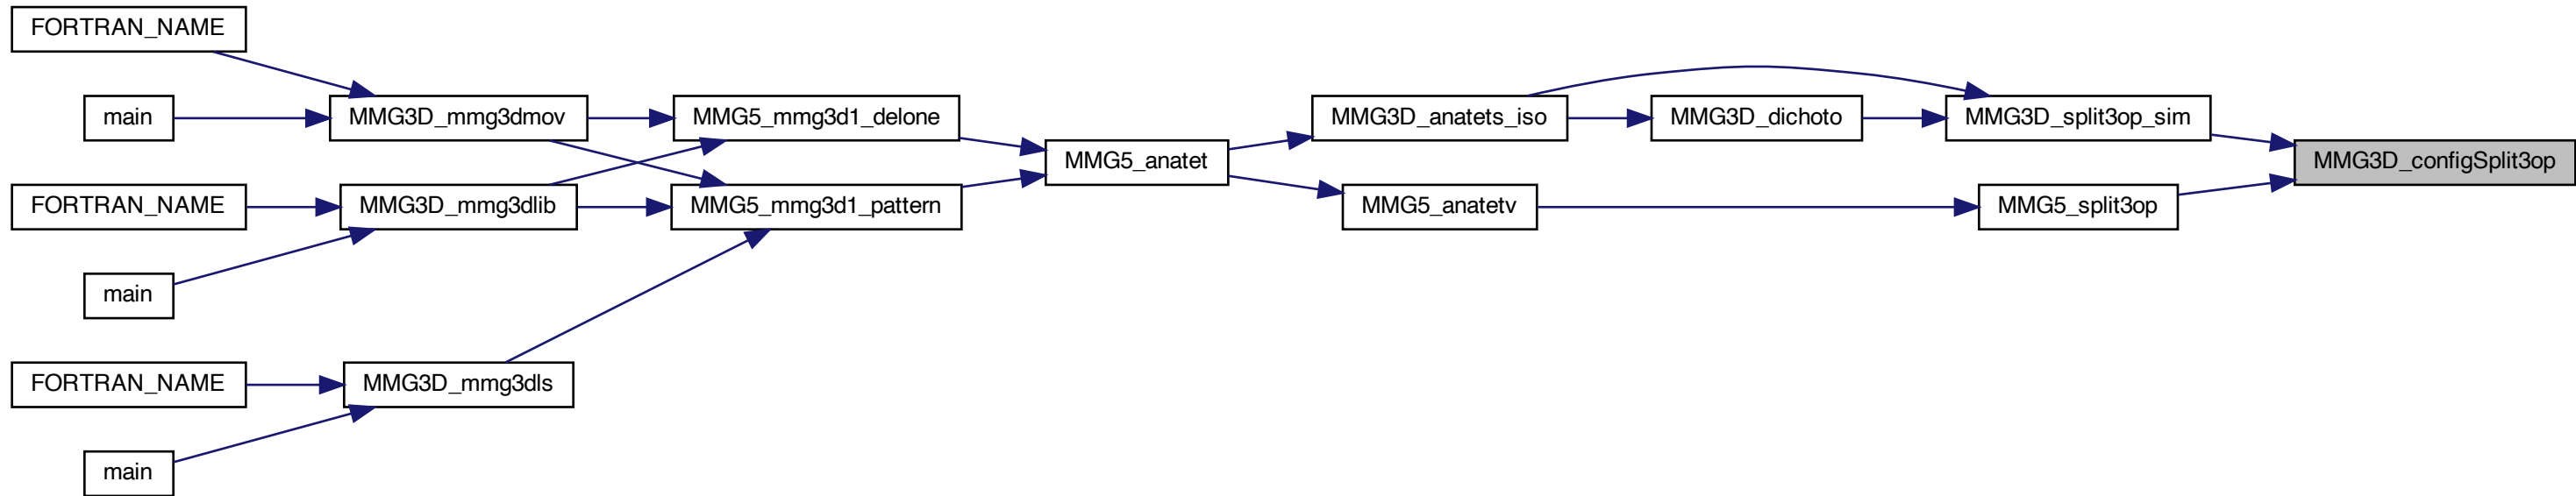 FORTRAN_NAME
main
MMG3D_mmg3dmov
MMG5_mmg3d1_delone
MMG3D_anatets_iso
MMG3D_dichoto
MMG3D_split3op_sim
MMG5_anatet
MMG3D_configSplit3op
FORTRAN_NAME
MMG3D_mmg3dlib
MMG5_mmg3d1_pattern
MMG5_anatetv
MMG5_split3op
main
FORTRAN_NAME
MMG3D_mmg3dls
main